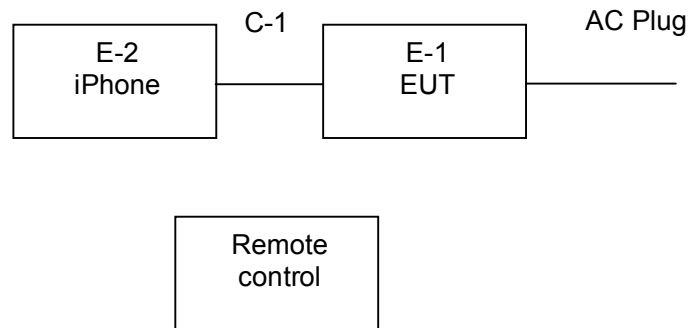 C-1
AC Plug
E-2
iPhone
E-1
EUT
Remote
control